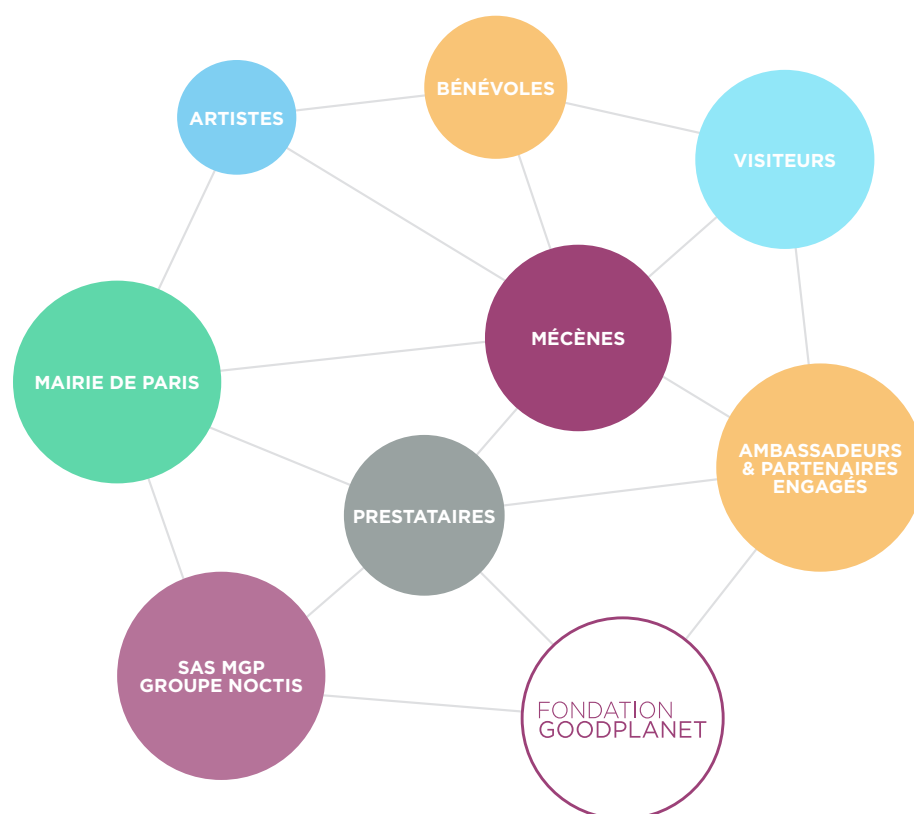 BÉNÉVOLES
ARTISTES
VISITEURS
MÉCÈNES
MAIRIE DE PARIS
AMBASSADEURS
& PARTENAIRES
ENGAGÉS
PRESTATAIRES
SAS MGP
GROUPE NOCTIS
FONDATION
GOODPLANET